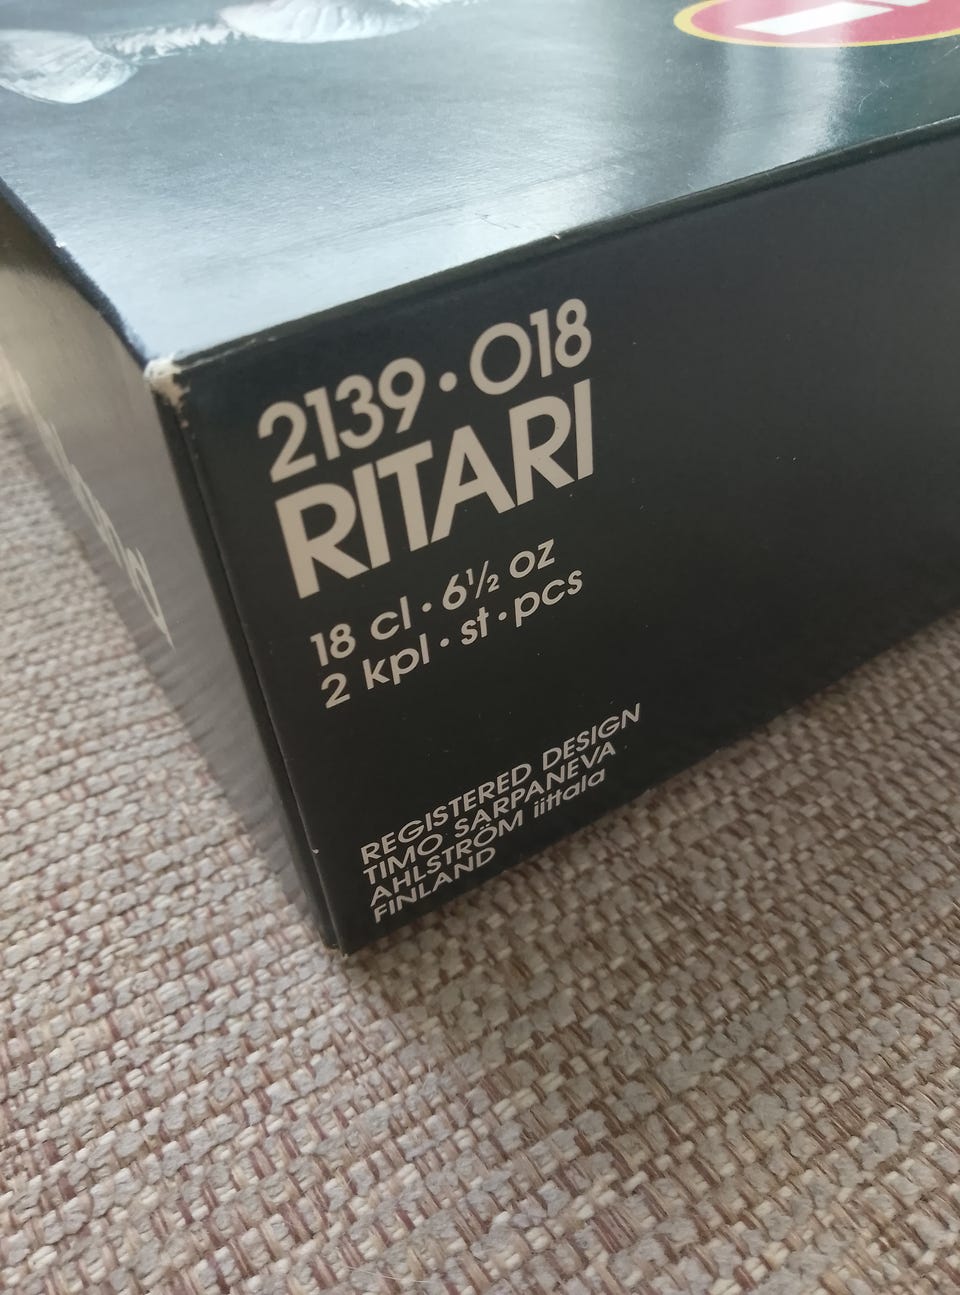 2139 · 018
RITARI
18 cl · 6½ oz
2 kpl · st · pcs
REGISTERED DESIGN
TIMO SARPANEVA
AHLSTRÖM iittala
FINLAND